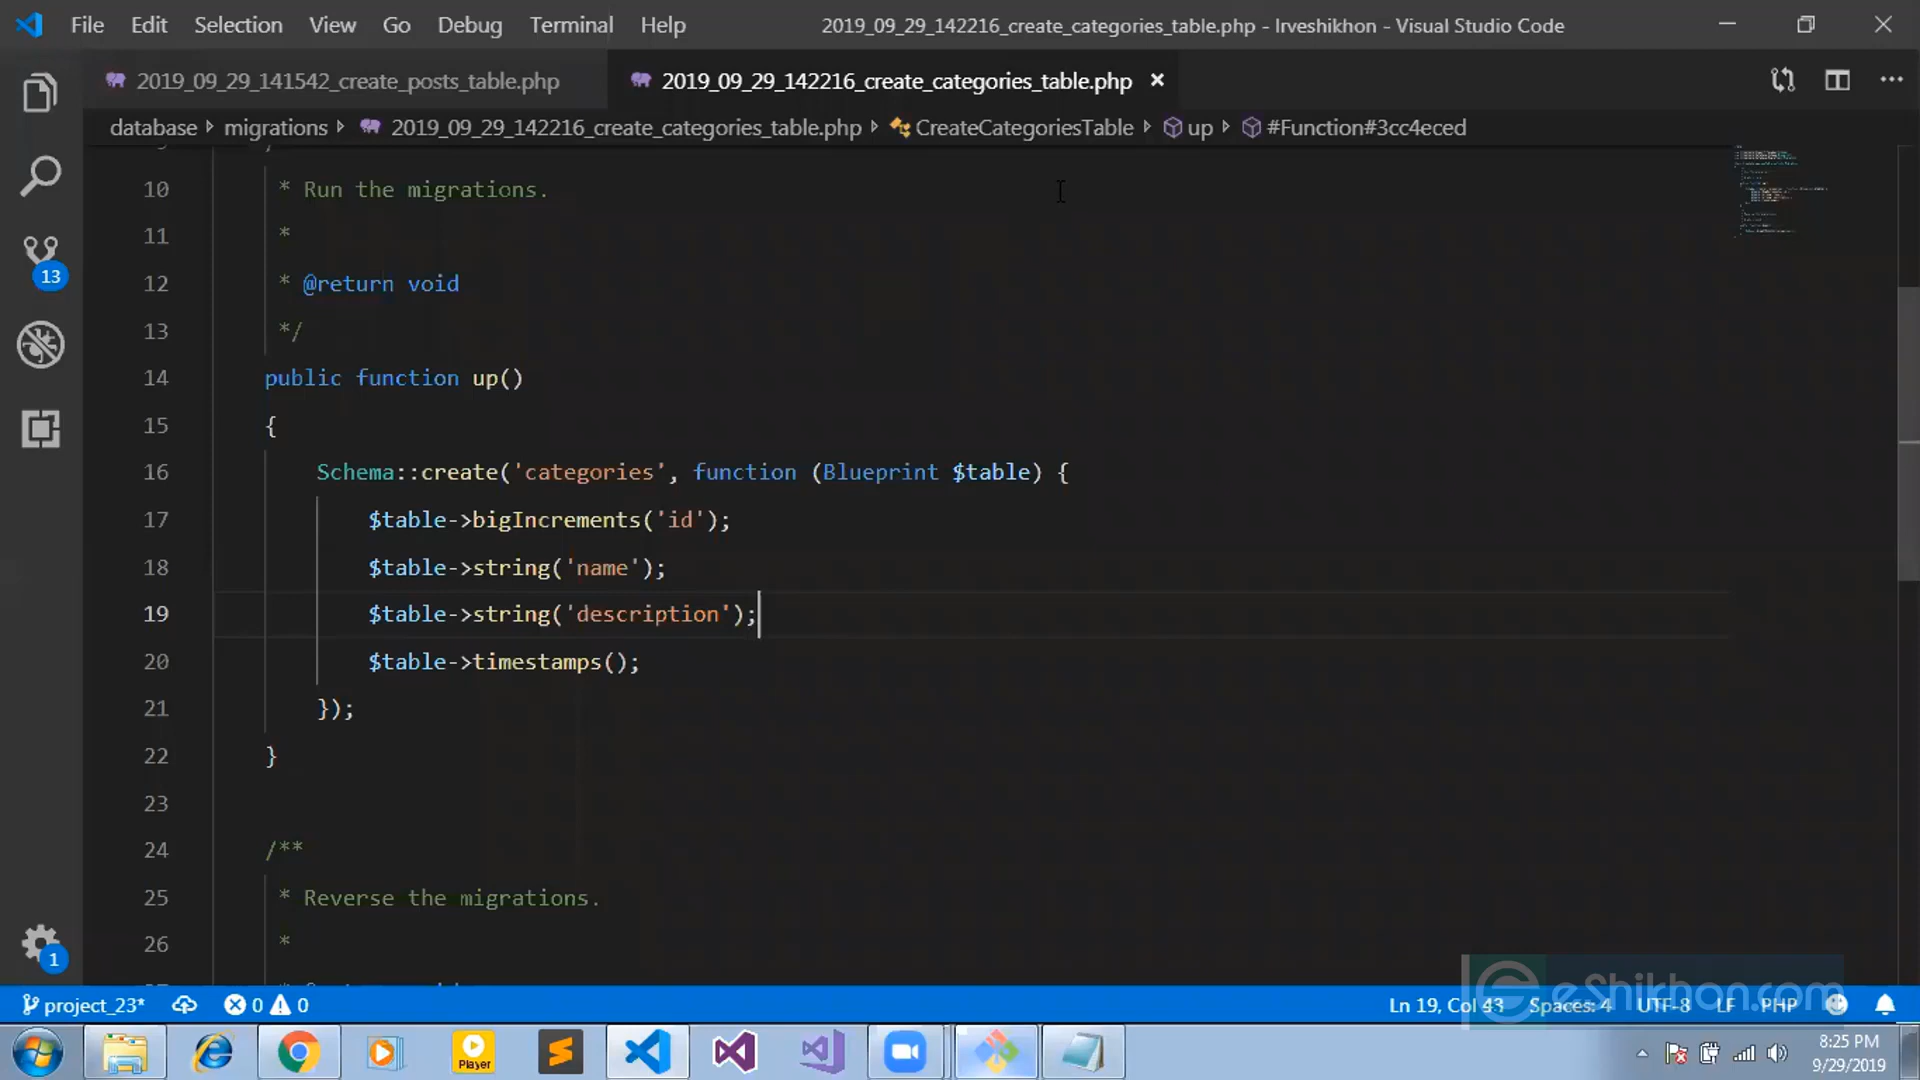 File Edit Selection View Go Debug Terminal Help 2019_09_29_142216_create_categories_table.php - lrveshikhon - Visual Studio Code
2019_09_29_141542_create_posts_table.php 2019_09_29_142216_create_categories_table.php
database migrations 2019_09_29_142216_create_categories_table.php CreateCategoriesTable up #Function#3cc4eced
10 * Run the migrations.
11 *
12 * @return void
13 */
14 public function up()
15 {
16 Schema::create('categories', function (Blueprint $table) {
17 $table->bigIncrements('id');
18 $table->string('name');
19 $table->string('description');
20 $table->timestamps();
21 });
22 }
23
24 /**
25 * Reverse the migrations.
26 *
13
1
eShikhon.com
project_23* 0 0 Ln 19, Col 43 Spaces: 4 UTF-8 LF PHP
Player
8:25 PM
9/29/2019